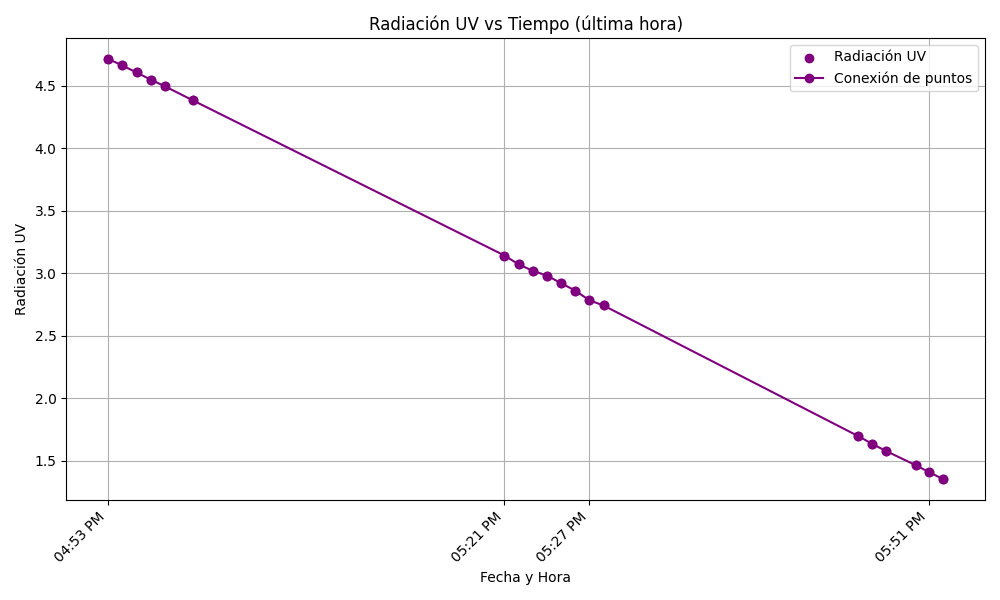 Radiación UV vs Tiempo (última hora)
Radiación UV
Conexión de puntos
Radiación UV
4.5
4.0
3.5
3.0
2.5
2.0
1.5
04:53 PM
05:21 PM
05:27 PM
05:51 PM
Fecha y Hora